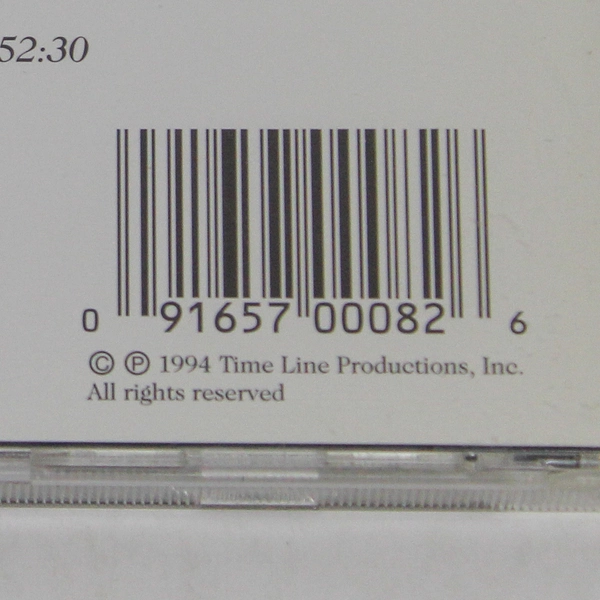 52:30
0 91657 00082 6
© ℗ 1994 Time Line Productions, Inc.
All rights reserved